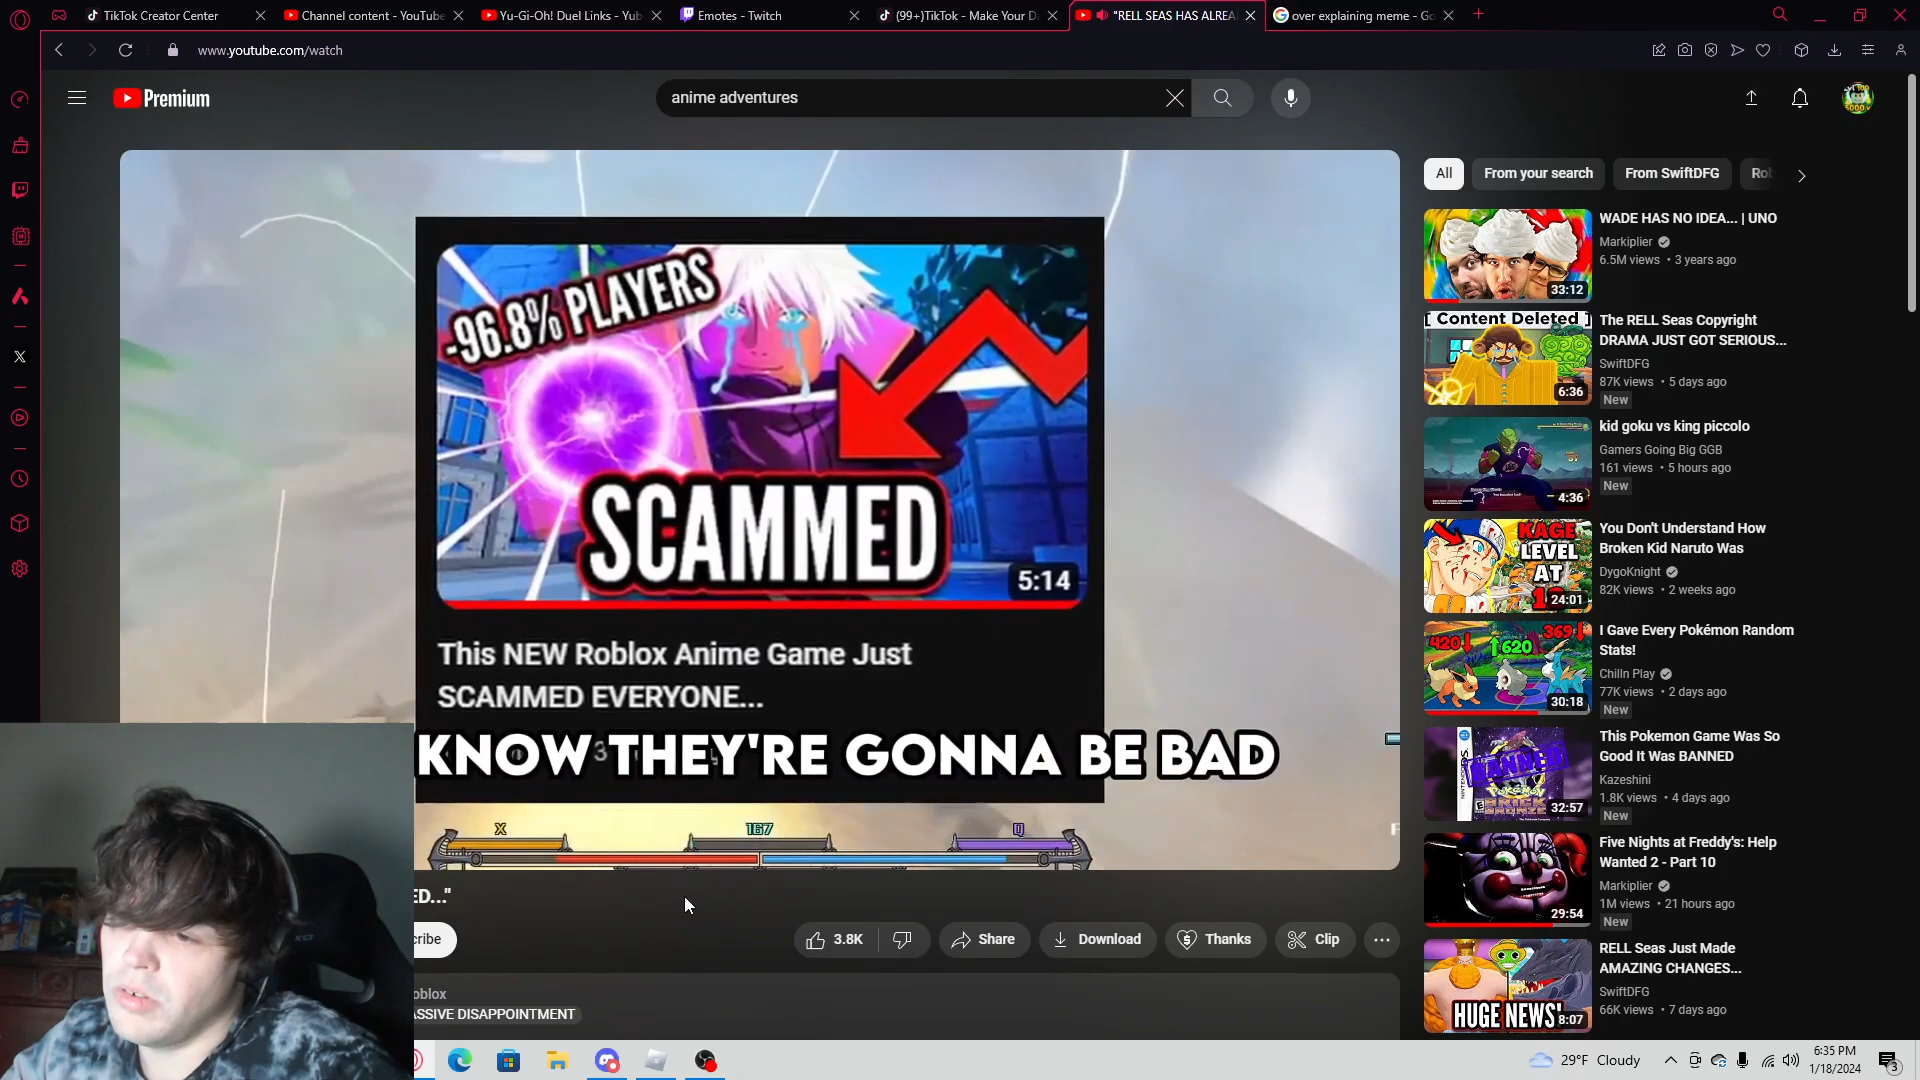 TikTok Creator Center
Channel content - YouTube
Yu-Gi-Oh! Duel Links - Yub
Emotes - Twitch
(99+)TikTok - Make Your Da
"RELL SEAS HAS ALREA
over explaining meme - Go
www.youtube.com/watch
Premium
anime adventures
-96.8% PLAYERS
SCAMMED
5:14
This NEW Roblox Anime Game Just
SCAMMED EVERYONE...
KNOW THEY'RE GONNA BE BAD
X
167
Q
ED..."
cribe
3.8K
Share
Download
Thanks
Clip
oblox
ASSIVE DISAPPOINTMENT
All
From your search
From SwiftDFG
WADE HAS NO IDEA... | UNO
Markiplier
6.5M views • 3 years ago
33:12
[ Content Deleted ]
The RELL Seas Copyright
DRAMA JUST GOT SERIOUS...
SwiftDFG
87K views • 5 days ago
New
6:36
kid goku vs king piccolo
Gamers Going Big GGB
161 views • 5 hours ago
New
4:36
KAGE
LEVEL
AT
You Don't Understand How
Broken Kid Naruto Was
DygoKnight
82K views • 2 weeks ago
24:01
420
620
369
I Gave Every Pokémon Random
Stats!
Chilln Play
77K views • 2 days ago
New
30:18
BANNED
This Pokemon Game Was So
Good It Was BANNED
Kazeshini
1.8K views • 4 days ago
New
32:57
Five Nights at Freddy's: Help
Wanted 2 - Part 10
Markiplier
1M views • 21 hours ago
New
29:54
RELL Seas Just Made
AMAZING CHANGES...
SwiftDFG
66K views • 7 days ago
HUGE NEWS!
8:07
29°F Cloudy
6:35 PM
1/18/2024
3